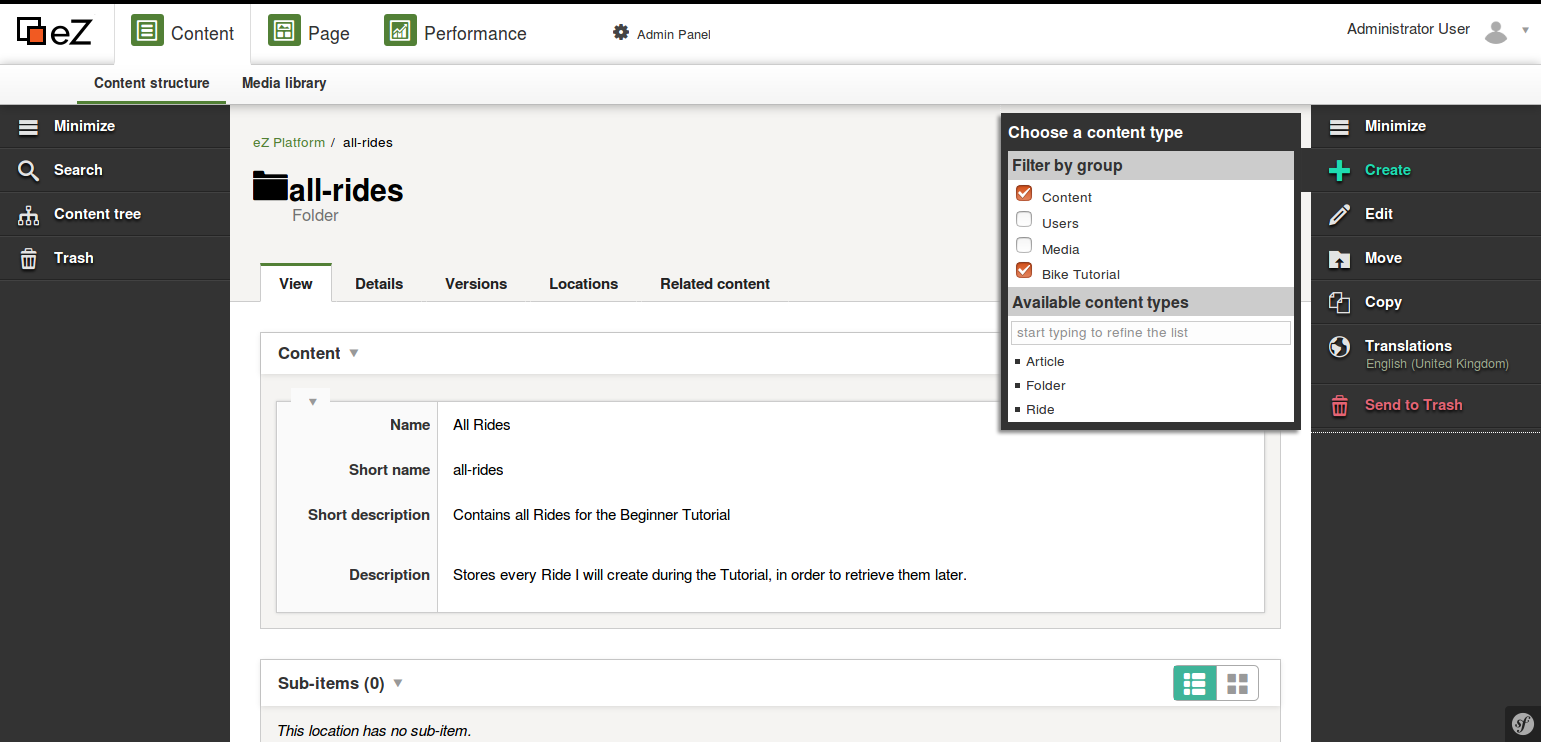 eZ Content Page Performance Admin Panel Administrator User
Content structure Media library
Minimize
Search
Content tree
Trash
eZ Platform / all-rides
all-rides
Folder
View Details Versions Locations Related content
Content
Name All Rides
Short name all-rides
Short description Contains all Rides for the Beginner Tutorial
Description Stores every Ride I will create during the Tutorial, in order to retrieve them later.
Sub-items (0)
This location has no sub-item.
Choose a content type
Filter by group
Content
Users
Media
Bike Tutorial
Available content types
start typing to refine the list
Article
Folder
Ride
Minimize
Create
Edit
Move
Copy
Translations
English (United Kingdom)
Send to Trash
sf